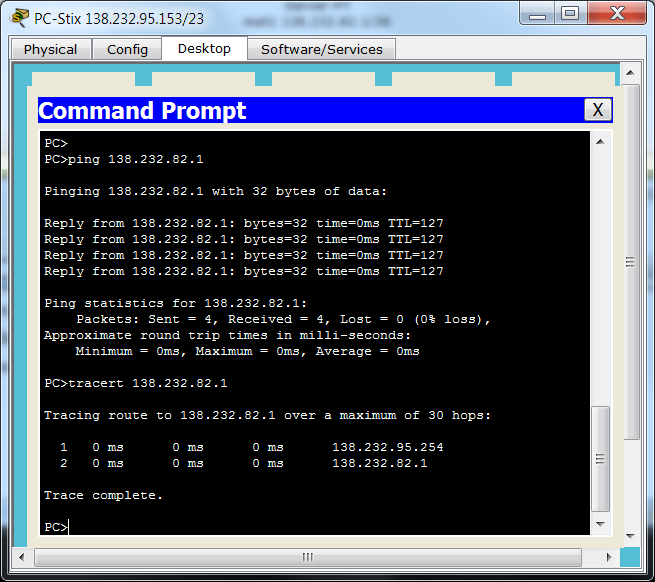 PC-Stix 138.232.95.153/23
Physical Config Desktop Software/Services
Command Prompt X
PC>
PC>ping 138.232.82.1
Pinging 138.232.82.1 with 32 bytes of data:
Reply from 138.232.82.1: bytes=32 time=0ms TTL=127
Reply from 138.232.82.1: bytes=32 time=0ms TTL=127
Reply from 138.232.82.1: bytes=32 time=0ms TTL=127
Reply from 138.232.82.1: bytes=32 time=0ms TTL=127
Ping statistics for 138.232.82.1:
Packets: Sent = 4, Received = 4, Lost = 0 (0% loss),
Approximate round trip times in milli-seconds:
Minimum = 0ms, Maximum = 0ms, Average = 0ms
PC>tracert 138.232.82.1
Tracing route to 138.232.82.1 over a maximum of 30 hops:
1 0 ms 0 ms 0 ms 138.232.95.254
2 0 ms 0 ms 0 ms 138.232.82.1
Trace complete.
PC>